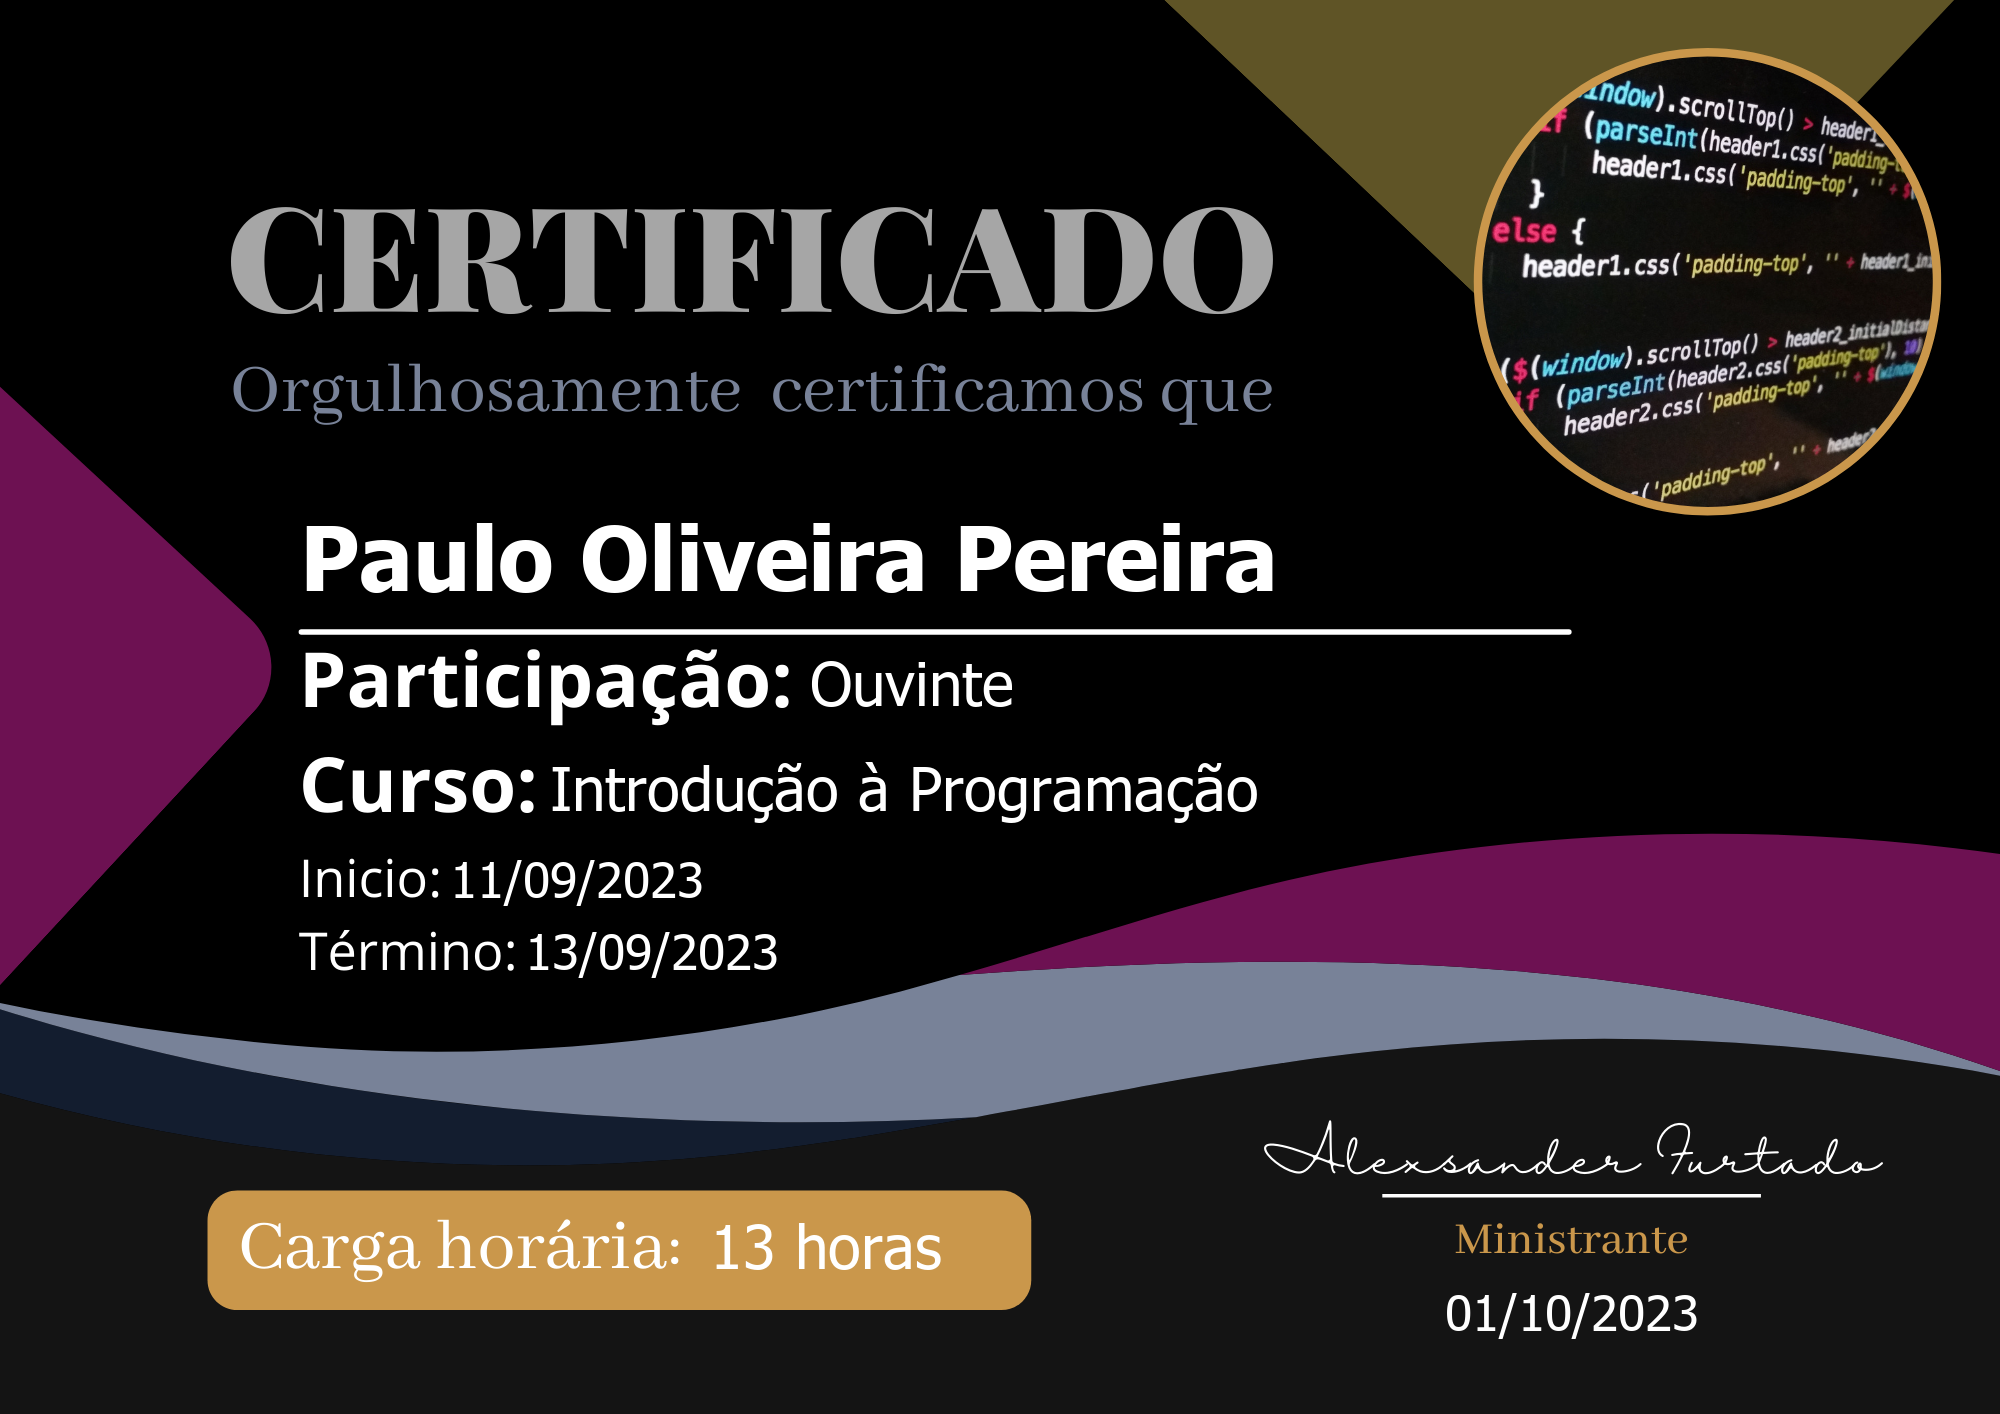 indow).scrollTop() > header1_
if (parseInt(header1.css('padding-t
header1.css('padding-top', '' + $(
}
else {
header1.css('padding-top', '' + header1_ini
CERTIFICADO
Orgulhosamente certificamos que
($(window).scrollTop() > header2_initialDista
if (parseInt(header2.css('padding-top'), 10)
header2.css('padding-top', '' + $(window
('padding-top', '' + header2
Paulo Oliveira Pereira
Participação: Ouvinte
Curso: Introdução à Programação
Inicio: 11/09/2023
Término: 13/09/2023
Alexsander Furtado
Carga horária: 13 horas
Ministrante
01/10/2023